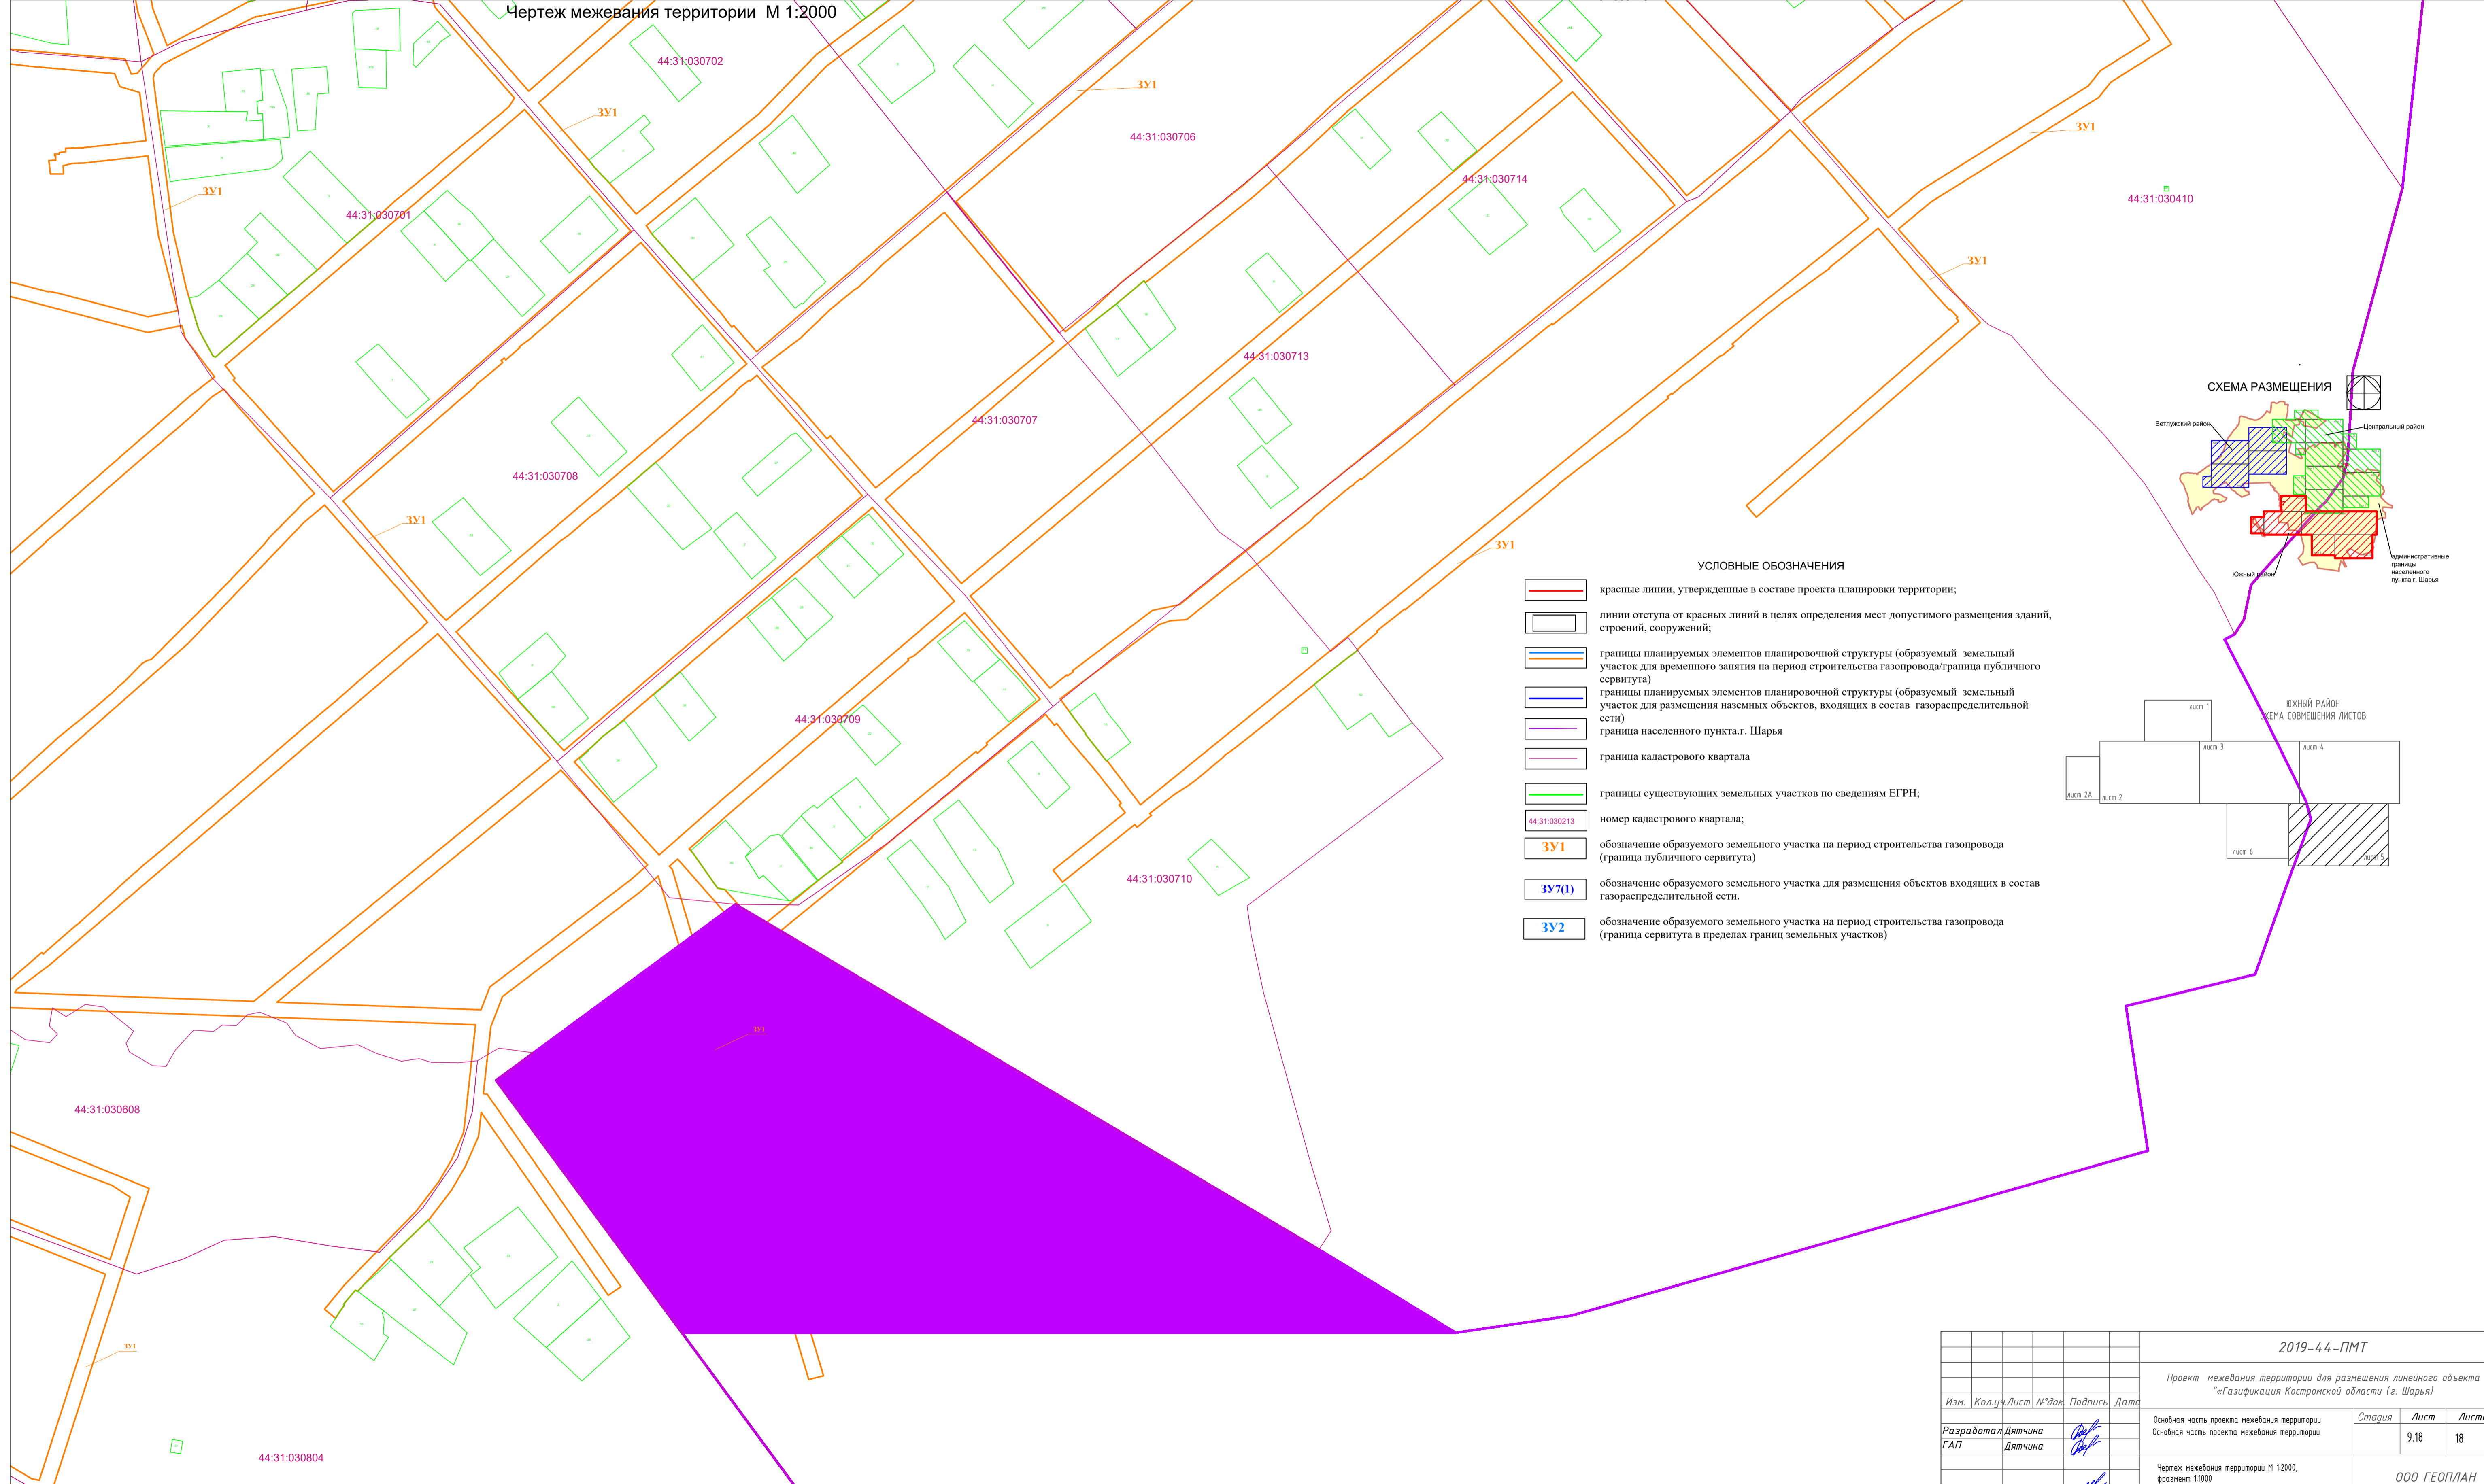 Чертеж межевания территории М 1:2000
44:31:030702
ЗУ1
ЗУ1
44:31:030706
ЗУ1
44:31:030714
ЗУ1
44:31:030701
44:31:030410
ЗУ1
44:31:030713
СХЕМА РАЗМЕЩЕНИЯ
Ветлужский район
Центральный район
44:31:030707
44:31:030708
ЗУ1
ЗУ1
административные
границы
населенного
пункта г. Шарья
Южный район
УСЛОВНЫЕ ОБОЗНАЧЕНИЯ
красные линии, утвержденные в составе проекта планировки территории;
линии отступа от красных линий в целях определения мест допустимого размещения зданий,
строений, сооружений;
границы планируемых элементов планировочной структуры (образуемый земельный
участок для временного занятия на период строительства газопровода/граница публичного
сервитута)
границы планируемых элементов планировочной структуры (образуемый земельный
участок для размещения наземных объектов, входящих в состав газораспределительной
сети)
граница населенного пункта.г. Шарья
граница кадастрового квартала
границы существующих земельных участков по сведениям ЕГРН;
44:31:030213
номер кадастрового квартала;
ЗУ1
обозначение образуемого земельного участка на период строительства газопровода
(граница публичного сервитута)
ЗУ7(1)
обозначение образуемого земельного участка для размещения объектов входящих в состав
газораспределительной сети.
ЗУ2
обозначение образуемого земельного участка на период строительства газопровода
(граница сервитута в пределах границ земельных участков)
ЮЖНЫЙ РАЙОН
СХЕМА СОВМЕЩЕНИЯ ЛИСТОВ
лист 1
лист 3
лист 4
лист 2А
лист 2
лист 6
лист 5
44:31:030709
44:31:030710
ЗУ1
44:31:030608
ЗУ1
44:31:030804
2019-44-ПМТ
Проект межевания территории для размещения линейного объекта
"«Газификация Костромской области (г. Шарья)
Изм. Кол.уч Лист №док Подпись Дата
Разработал Дятчина
ГАП Дятчина
Основная часть проекта межевания территории
Основная часть проекта межевания территории
Стадия Лист
9.18 18
Чертеж межевания территории М 1:2000,
фрагмент 1:1000
ООО ГЕОПЛАН